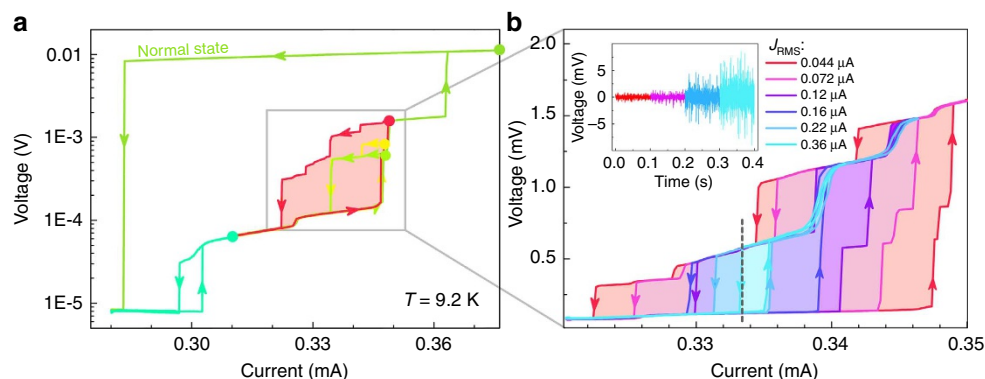 a
Voltage (V)
0.01
1E-3
1E-4
1E-5
Normal state
T = 9.2 K
0.30
0.33
0.36
Current (mA)
b
Voltage (mV)
2.0
1.5
1.0
0.5
Voltage (mV)
5
0
−5
0.0 0.1 0.2 0.3 0.4
Time (s)
J_RMS:
0.044 μA
0.072 μA
0.12 μA
0.16 μA
0.22 μA
0.36 μA
0.33
0.34
0.35
Current (mA)